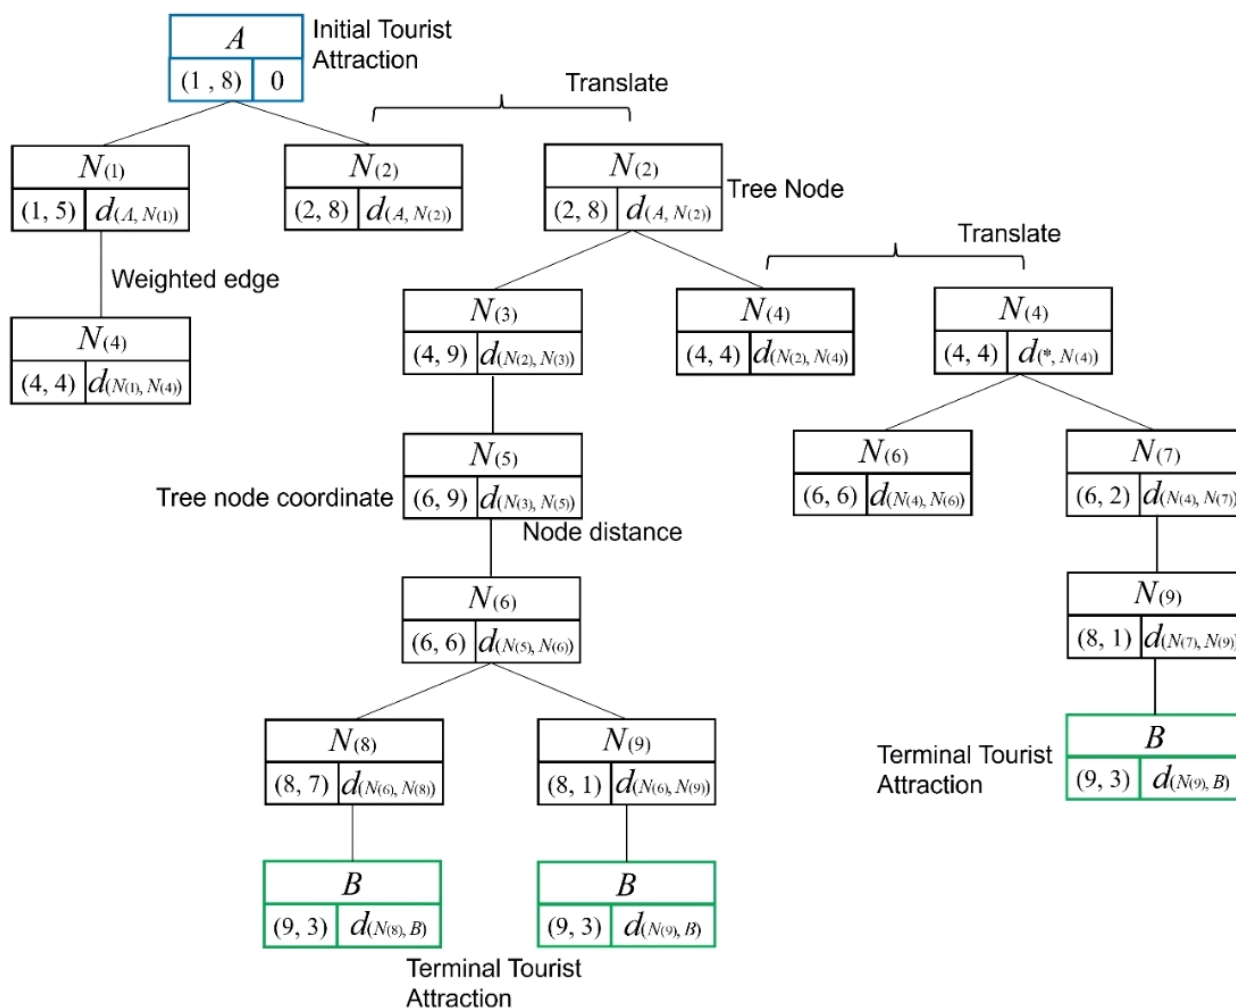 A
(1 , 8) 0
Initial Tourist
Attraction
Translate
N(1)
(1, 5) d(A, N(1))
N(2)
(2, 8) d(A, N(2))
N(2)
(2, 8) d(A, N(2))
Tree Node
Translate
Weighted edge
N(4)
(4, 4) d(N(1), N(4))
N(3)
(4, 9) d(N(2), N(3))
N(4)
(4, 4) d(N(2), N(4))
N(4)
(4, 4) d(*, N(4))
N(5)
(6, 9) d(N(3), N(5))
Tree node coordinate
Node distance
N(6)
(6, 6) d(N(4), N(6))
N(7)
(6, 2) d(N(4), N(7))
N(6)
(6, 6) d(N(5), N(6))
N(9)
(8, 1) d(N(7), N(9))
N(8)
(8, 7) d(N(6), N(8))
N(9)
(8, 1) d(N(6), N(9))
Terminal Tourist
Attraction
B
(9, 3) d(N(9), B)
B
(9, 3) d(N(8), B)
B
(9, 3) d(N(9), B)
Terminal Tourist
Attraction